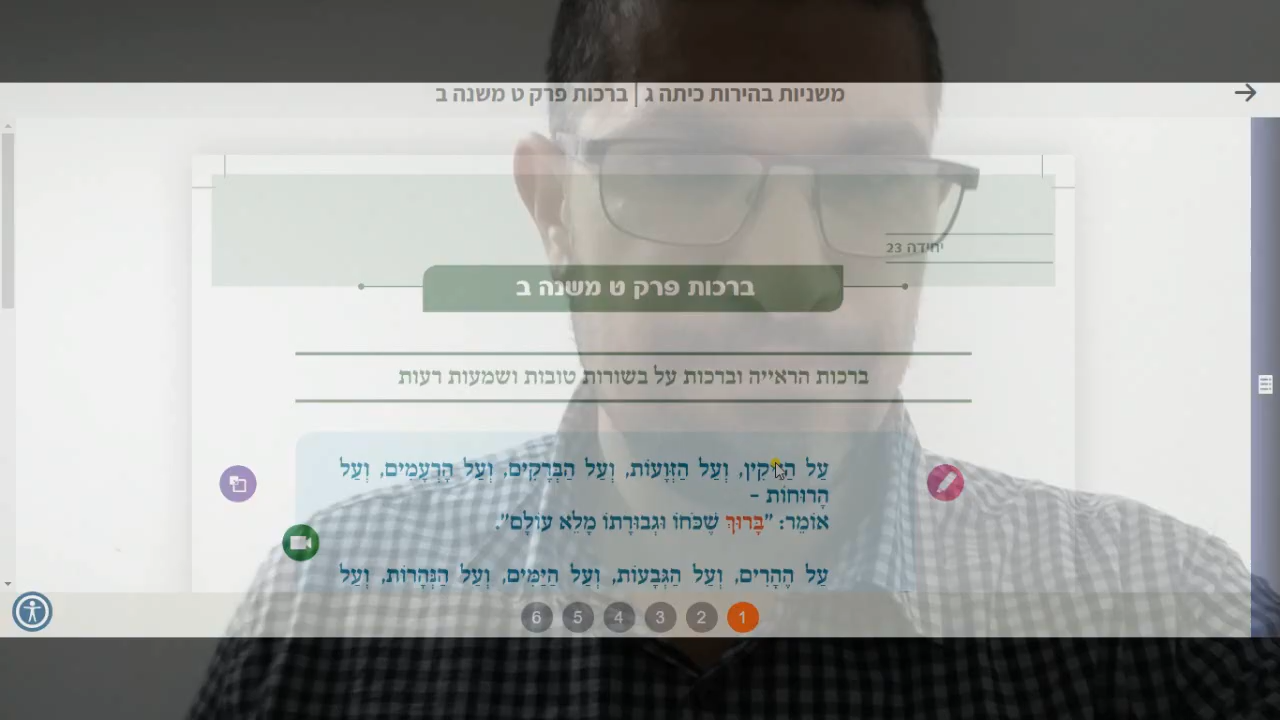 משניות בהירות כיתה ג | ברכות פרק ט משנה ב
יחידה 23
ברכות פרק ט משנה ב
ברכות הראייה וברכות על בשורות טובות ושמעות רעות
עַל הַזִּיקִין, וְעַל הַזְּוָעוֹת, וְעַל הַבְּרָקִים, וְעַל הָרְעָמִים, וְעַל
הָרוּחוֹת -
אוֹמֵר: "בָּרוּךְ שֶׁכֹּחוֹ וּגְבוּרָתוֹ מָלֵא עוֹלָם".
עַל הֶהָרִים, וְעַל הַגְּבָעוֹת, וְעַל הַיַּמִּים, וְעַל הַנְּהָרוֹת, וְעַל
1 2 3 4 5 6